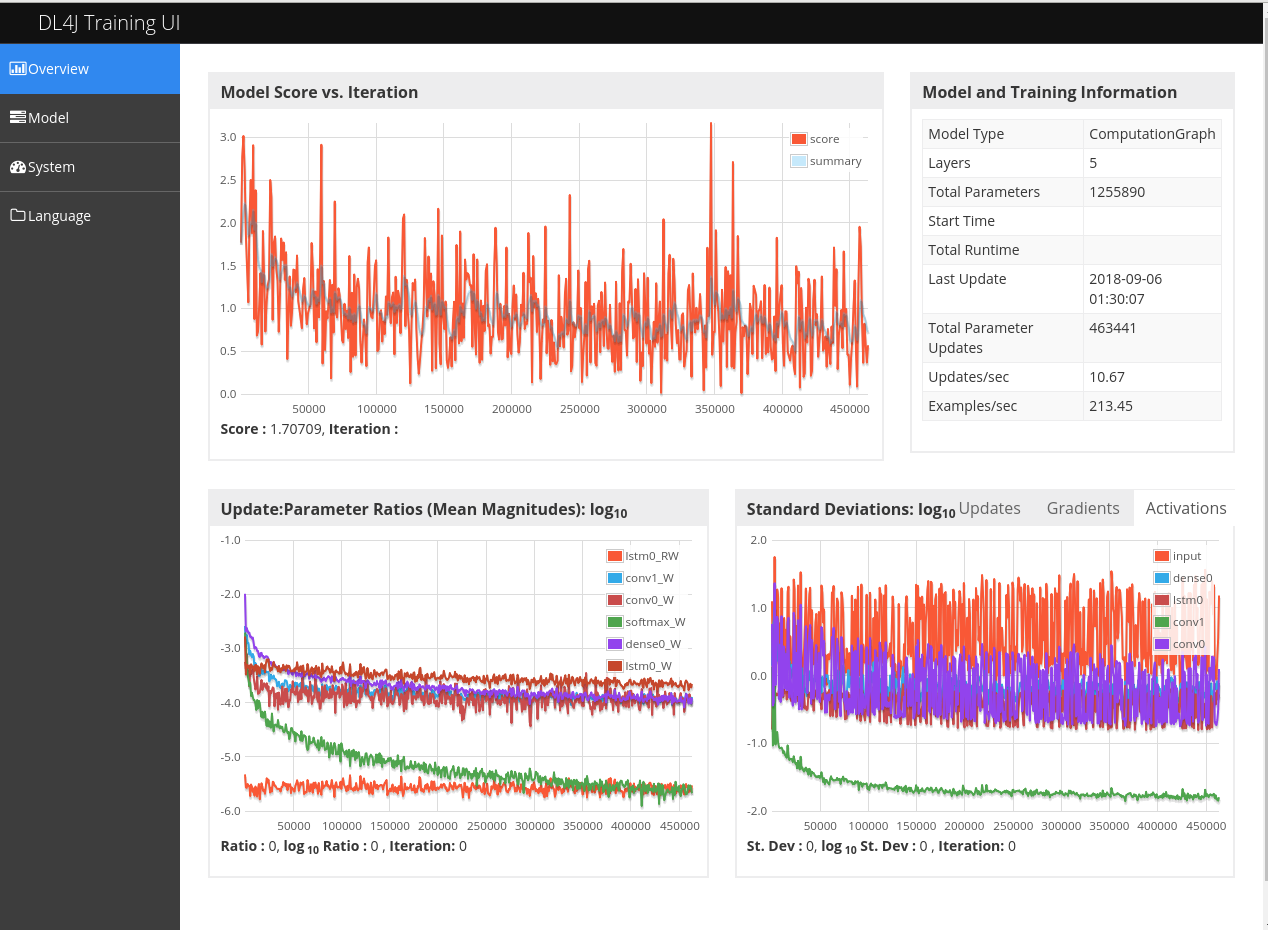 DL4J Training UI
Overview
Model
System
Language
Model Score vs. Iteration
3.0
2.5
2.0
1.5
1.0
0.5
0.0
score
summary
50000 100000 150000 200000 250000 300000 350000 400000 450000
Score : 1.70709, Iteration :
Model and Training Information
Model Type ComputationGraph
Layers 5
Total Parameters 1255890
Start Time
Total Runtime
Last Update 2018-09-06
01:30:07
Total Parameter 463441
Updates
Updates/sec 10.67
Examples/sec 213.45
Update:Parameter Ratios (Mean Magnitudes): log10
-1.0
-2.0
-3.0
-4.0
-5.0
-6.0
lstm0_RW
conv1_W
conv0_W
softmax_W
dense0_W
lstm0_W
50000 100000 150000 200000 250000 300000 350000 400000 450000
Ratio : 0, log 10 Ratio : 0 , Iteration: 0
Standard Deviations: log10 Updates Gradients Activations
2.0
1.0
0.0
-1.0
-2.0
input
dense0
lstm0
conv1
conv0
50000 100000 150000 200000 250000 300000 350000 400000 450000
St. Dev : 0, log 10 St. Dev : 0 , Iteration: 0